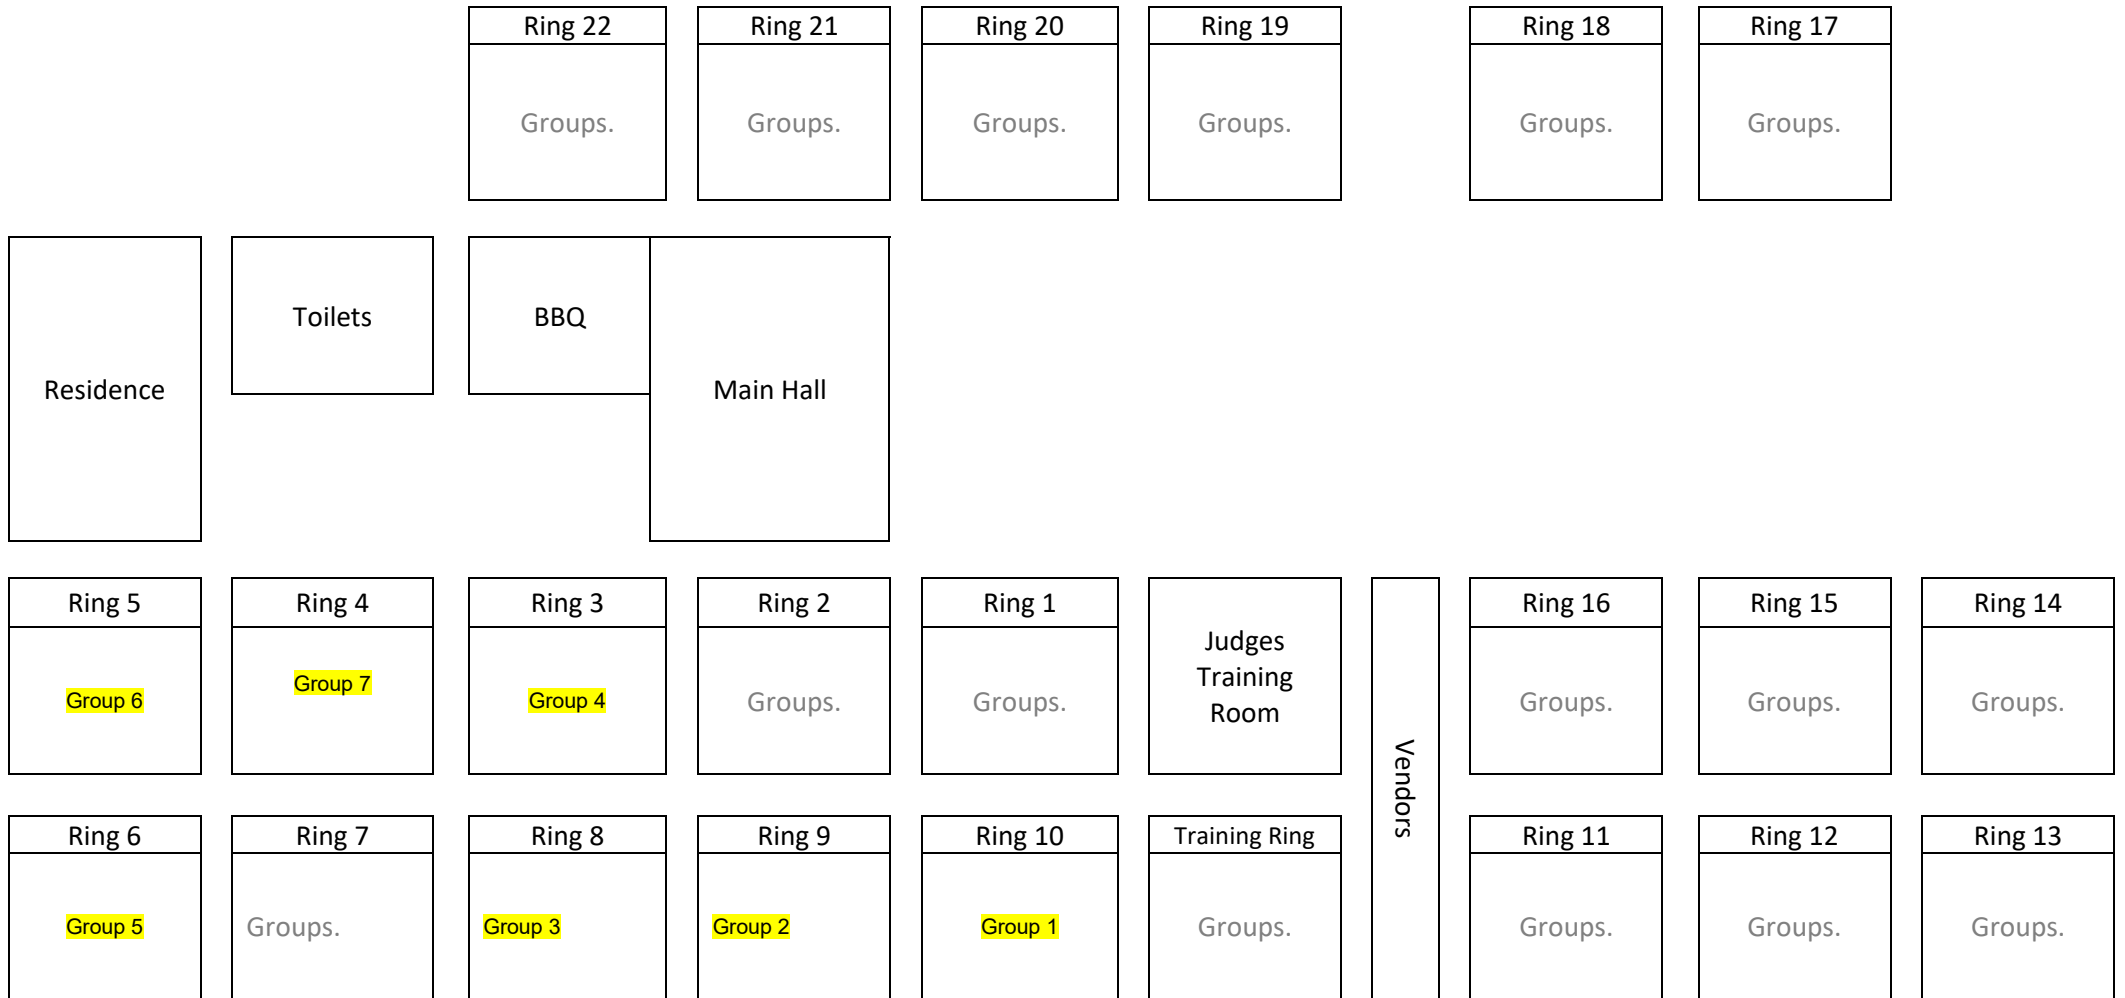 Ring 22
Ring 21
Ring 20
Ring 19
Ring 18
Ring 17
Groups.
Groups.
Groups.
Groups.
Groups.
Groups.
Residence
Toilets
BBQ
Main Hall
Ring 5
Ring 4
Ring 3
Ring 2
Ring 1
Judges
Training
Room
Vendors
Ring 16
Ring 15
Ring 14
Group 6
Group 7
Group 4
Groups.
Groups.
Groups.
Groups.
Groups.
Ring 6
Ring 7
Ring 8
Ring 9
Ring 10
Training Ring
Ring 11
Ring 12
Ring 13
Group 5
Groups.
Group 3
Group 2
Group 1
Groups.
Groups.
Groups.
Groups.